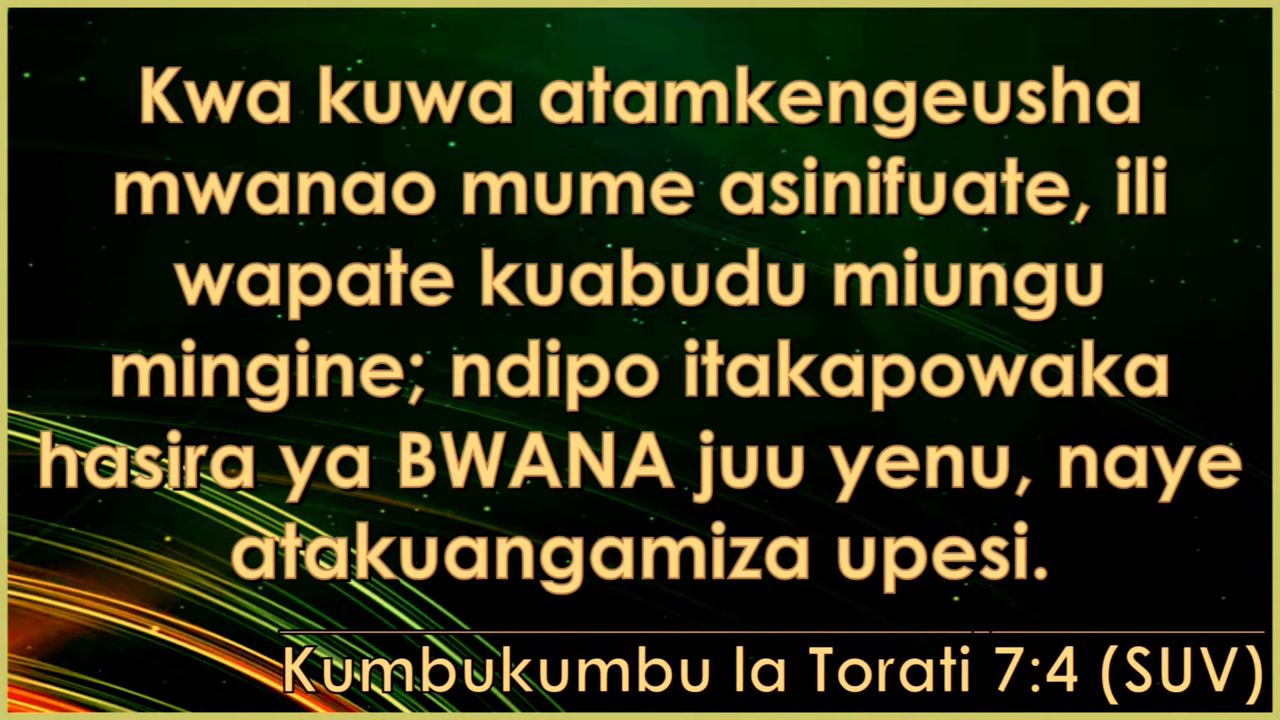 Kwa kuwa atamkengeusha
mwanao mume asinifuate, ili
wapate kuabudu miungu
mingine; ndipo itakapowaka
hasira ya BWANA juu yenu, naye
atakuangamiza upesi.
Kumbukumbu la Torati 7:4 (SUV)